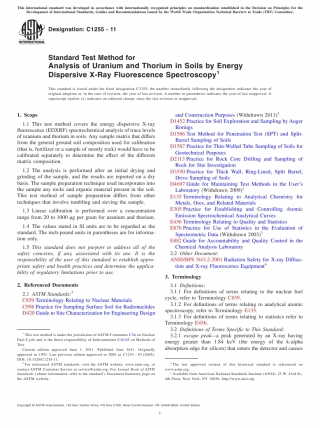 This international standard was developed in accordance with internationally recognized principles on standardization established in the Decision on Principles for the
Development of International Standards, Guides and Recommendations issued by the World Trade Organization Technical Barriers to Trade (TBT) Committee.
Designation: C1255 – 11
Standard Test Method for
Analysis of Uranium and Thorium in Soils by Energy
Dispersive X-Ray Fluorescence Spectroscopy1
This standard is issued under the fixed designation C1255; the number immediately following the designation indicates the year of
original adoption or, in the case of revision, the year of last revision. A number in parentheses indicates the year of last reapproval. A
superscript epsilon (ε) indicates an editorial change since the last revision or reapproval.
1. Scope
1.1 This test method covers the energy dispersive X-ray
fluorescence (EDXRF) spectrochemical analysis of trace levels
of uranium and thorium in soils. Any sample matrix that differs
from the general ground soil composition used for calibration
(that is, fertilizer or a sample of mostly rock) would have to be
calibrated separately to determine the effect of the different
matrix composition.
1.2 The analysis is performed after an initial drying and
grinding of the sample, and the results are reported on a dry
basis. The sample preparation technique used incorporates into
the sample any rocks and organic material present in the soil.
This test method of sample preparation differs from other
techniques that involve tumbling and sieving the sample.
1.3 Linear calibration is performed over a concentration
range from 20 to 1000 μg per gram for uranium and thorium.
1.4 The values stated in SI units are to be regarded as the
standard. The inch-pound units in parentheses are for informa-
tion only.
1.5 This standard does not purport to address all of the
safety concerns, if any, associated with its use. It is the
responsibility of the user of this standard to establish appro-
priate safety and health practices and determine the applica-
bility of regulatory limitations prior to use.
2. Referenced Documents
2.1 ASTM Standards:2
C859 Terminology Relating to Nuclear Materials
C998 Practice for Sampling Surface Soil for Radionuclides
D420 Guide to Site Characterization for Engineering Design
and Construction Purposes (Withdrawn 2011)3
D1452 Practice for Soil Exploration and Sampling by Auger
Borings
D1586 Test Method for Penetration Test (SPT) and Split-
Barrel Sampling of Soils
D1587 Practice for Thin-Walled Tube Sampling of Soils for
Geotechnical Purposes
D2113 Practice for Rock Core Drilling and Sampling of
Rock for Site Investigation
D3550 Practice for Thick Wall, Ring-Lined, Split Barrel,
Drive Sampling of Soils
D4697 Guide for Maintaining Test Methods in the User's
Laboratory (Withdrawn 2009)3
E135 Terminology Relating to Analytical Chemistry for
Metals, Ores, and Related Materials
E305 Practice for Establishing and Controlling Atomic
Emission Spectrochemical Analytical Curves
E456 Terminology Relating to Quality and Statistics
E876 Practice for Use of Statistics in the Evaluation of
Spectrometric Data (Withdrawn 2003)3
E882 Guide for Accountability and Quality Control in the
Chemical Analysis Laboratory
2.2 Other Document:
ANSI/HPS N43.2-2001 Radiation Safety for X-ray Diffrac-
tion and X-ray Fluorescence Equipment4
3. Terminology
3.1 Definitions:
3.1.1 For definitions of terms relating to the nuclear fuel
cycle, refer to Terminology C859.
3.1.2 For definitions of terms relating to analytical atomic
spectroscopy, refer to Terminology E135.
3.1.3 For definitions of terms relating to statistics refer to
Terminology E456.
3.2 Definitions of Terms Specific to This Standard:
3.2.1 escape peak—a peak generated by an X-ray having
energy greater than 1.84 keV (the energy of the k-alpha
absorption edge for silicon) that enters the detector and causes
1 This test method is under the jurisdiction of ASTM Committee C26 on Nuclear
Fuel Cycle and is the direct responsibility of Subcommittee C26.05 on Methods of
Test.
Current edition approved June 1, 2011. Published June 2011. Originally
approved in 1993. Last previous edition approved in 2005 as C1255 – 93 (2005).
DOI: 10.1520/C1255-11.
2 For referenced ASTM standards, visit the ASTM website, www.astm.org, or
contact ASTM Customer Service at service@astm.org. For Annual Book of ASTM
Standards volume information, refer to the standard's Document Summary page on
the ASTM website.
3 The last approved version of this historical standard is referenced on
www.astm.org.
4 Available from American National Standards Institute (ANSI), 25 W. 43rd St.,
4th Floor, New York, NY 10036, http://www.ansi.org.
Copyright © ASTM International, 100 Barr Harbor Drive, PO Box C700, West Conshohocken, PA 19428-2959. United States
1